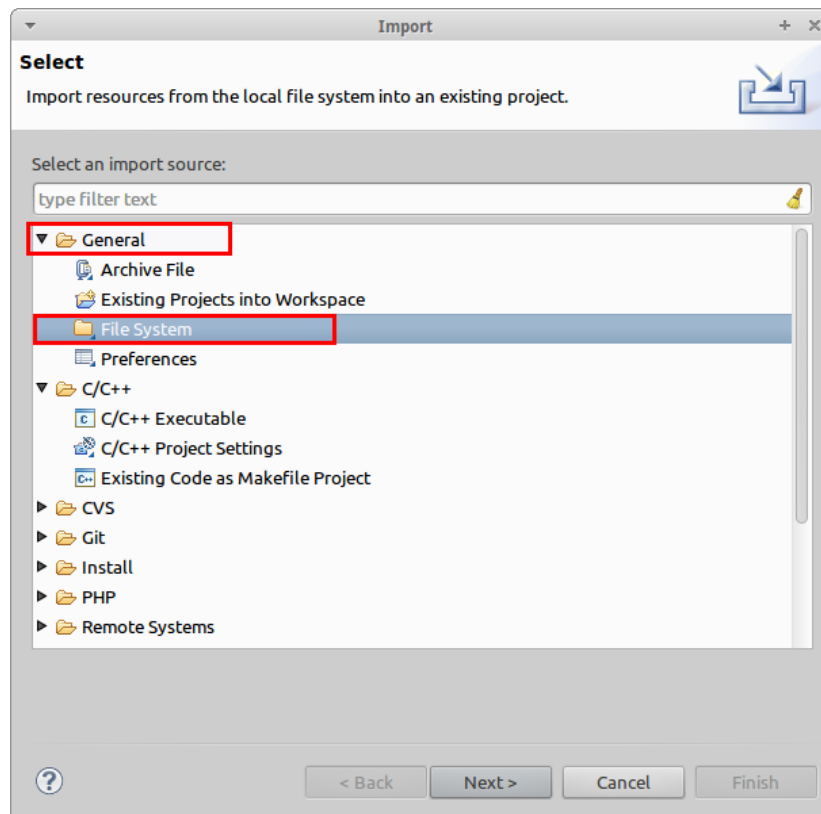 Import
Select
Import resources from the local file system into an existing project.
Select an import source:
type filter text
General
Archive File
Existing Projects into Workspace
File System
Preferences
C/C++
C/C++ Executable
C/C++ Project Settings
Existing Code as Makefile Project
CVS
Git
Install
PHP
Remote Systems
? < Back Next > Cancel Finish